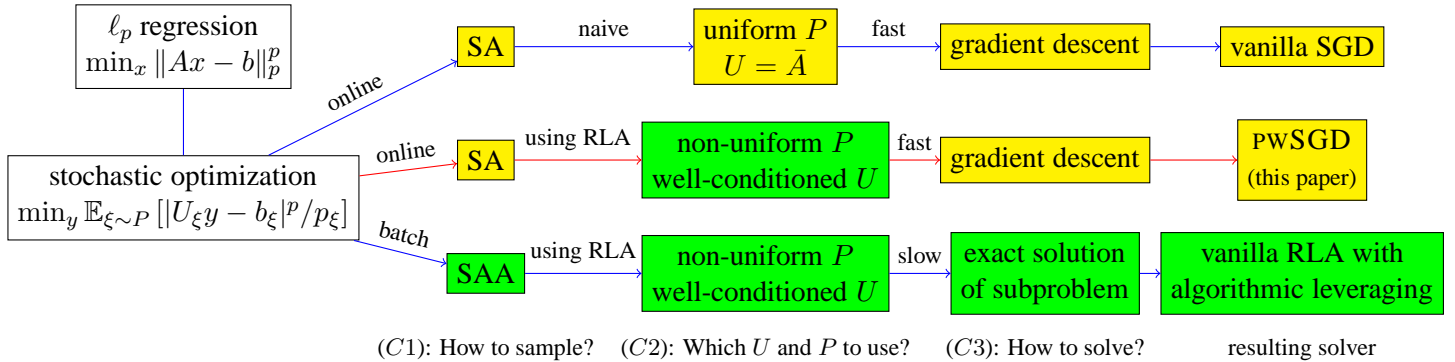 ℓ_p regression
min_x ‖Ax − b‖_p^p
stochastic optimization
min_y 𝔼_{ξ∼P} [|U_ξ y − b_ξ|^p/p_ξ]
online
SA
naive
uniform P
U = Ā
fast
gradient descent
vanilla SGD
online
SA
using RLA
non-uniform P
well-conditioned U
fast
gradient descent
PWSGD
(this paper)
batch
SAA
using RLA
non-uniform P
well-conditioned U
slow
exact solution
of subproblem
vanilla RLA with
algorithmic leveraging
(C1): How to sample?
(C2): Which U and P to use?
(C3): How to solve?
resulting solver